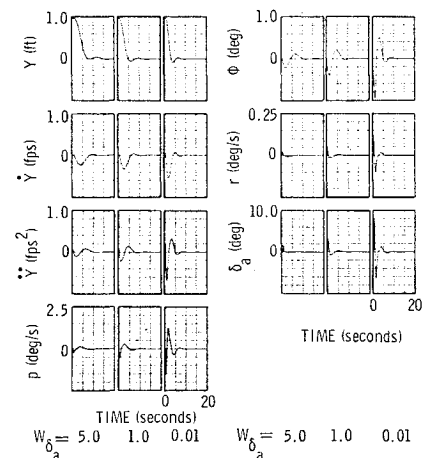 1.0
Y (ft)
0
1.0
Ẏ (fps)
0
1.0
Ÿ (fps²)
0
2.5
p (deg/s)
0
0 20
TIME (seconds)
W_δₐ = 5.0 1.0 0.01
1.0
Φ (deg)
0
0.25
r (deg/s)
0
10.0
δₐ (deg)
0
0 20
TIME (seconds)
W_δₐ = 5.0 1.0 0.01